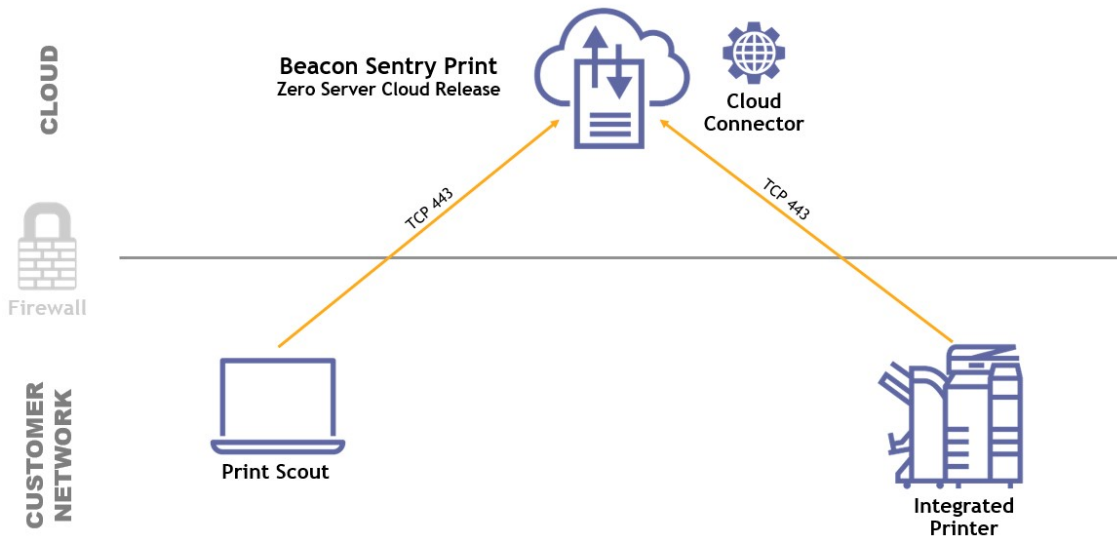 CLOUD
Beacon Sentry Print
Zero Server Cloud Release
Cloud
Connector
TCP 443
TCP 443
Firewall
CUSTOMER
NETWORK
Print Scout
Integrated
Printer